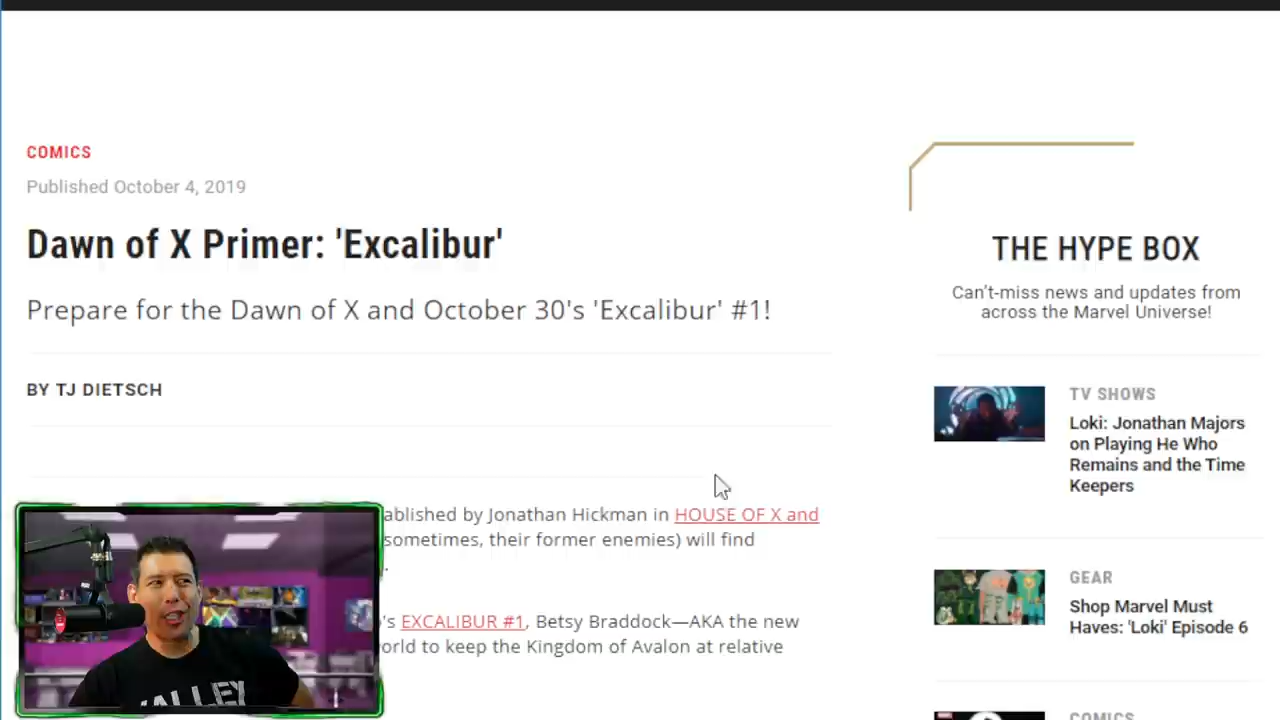 COMICS
Published October 4, 2019
Dawn of X Primer: 'Excalibur'
Prepare for the Dawn of X and October 30's 'Excalibur' #1!
BY TJ DIETSCH
ablished by Jonathan Hickman in HOUSE OF X and
sometimes, their former enemies) will find
's EXCALIBUR #1, Betsy Braddock—AKA the new
orld to keep the Kingdom of Avalon at relative
THE HYPE BOX
Can't-miss news and updates from
across the Marvel Universe!
TV SHOWS
Loki: Jonathan Majors
on Playing He Who
Remains and the Time
Keepers
GEAR
Shop Marvel Must
Haves: 'Loki' Episode 6
COMICS
VALLEY